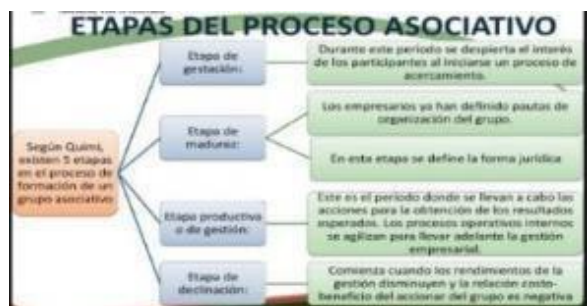 ETAPAS DEL PROCESO ASOCIATIVO
Según Quimi,
existen 5 etapas
en el proceso de
formación de un
grupo asociativo
Etapa de
gestación:
Durante este periodo se despierta el interés
de los participantes al iniciarse un proceso de
acercamiento.
Etapa de
madurez:
Los empresarios ya han definido pautas de
organización del grupo.
En esta etapa se define la forma jurídica
Etapa productiva
o de gestión:
Este es el periodo donde se llevan a cabo las
acciones para la obtención de los resultados
esperados. Los procesos operativos internos
se agilizan para llevar adelante la gestión
empresarial.
Etapa de
declinación:
Comienza cuando los rendimientos de la
gestión disminuyen y la relación costo-
beneficio del accionar del grupo es negativa